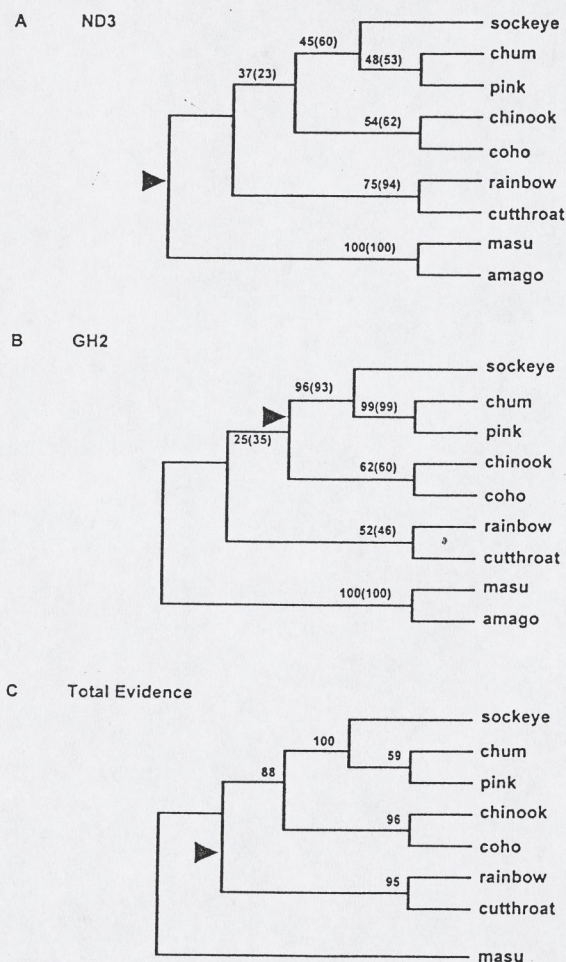 A ND3
sockeye
45(60)
chum
48(53)
37(23)
pink
chinook
54(62)
coho
rainbow
75(94)
cutthroat
masu
100(100)
amago
B GH2
sockeye
96(93)
chum
99(99)
pink
25(35)
chinook
62(60)
coho
rainbow
52(46)
cutthroat
masu
100(100)
amago
C Total Evidence
sockeye
100
chum
59
88
pink
chinook
96
coho
rainbow
95
cutthroat
masu